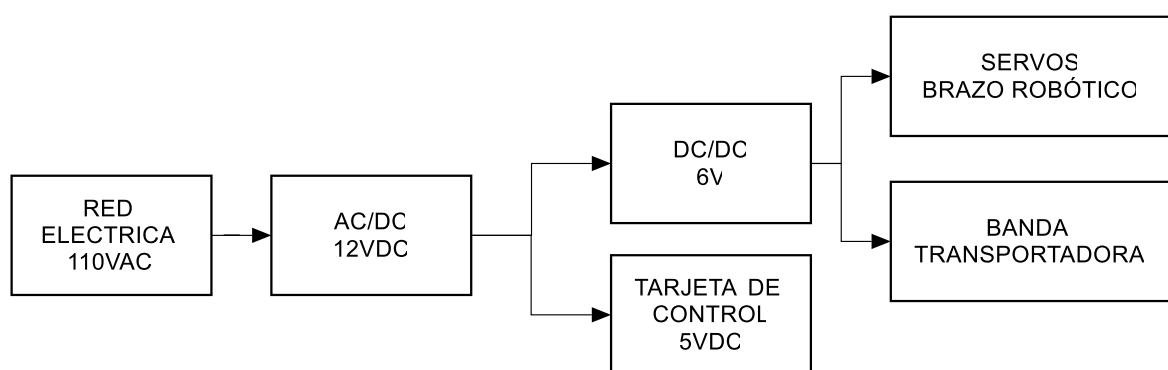 RED
ELECTRICA
110VAC
AC/DC
12VDC
DC/DC
6V
TARJETA DE
CONTROL
5VDC
SERVOS
BRAZO ROBÓTICO
BANDA
TRANSPORTADORA